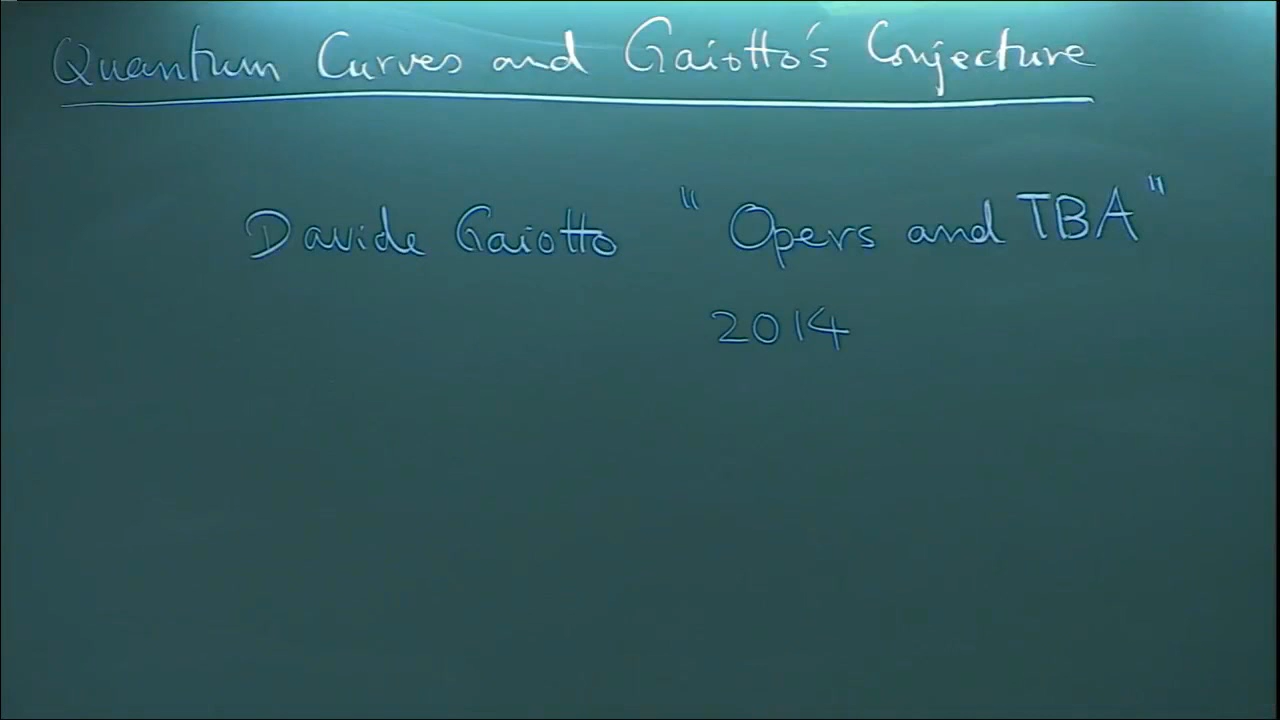 Quantum Curves and Gaiotto's Conjecture
Davide Gaiotto "Opers and TBA"
2014